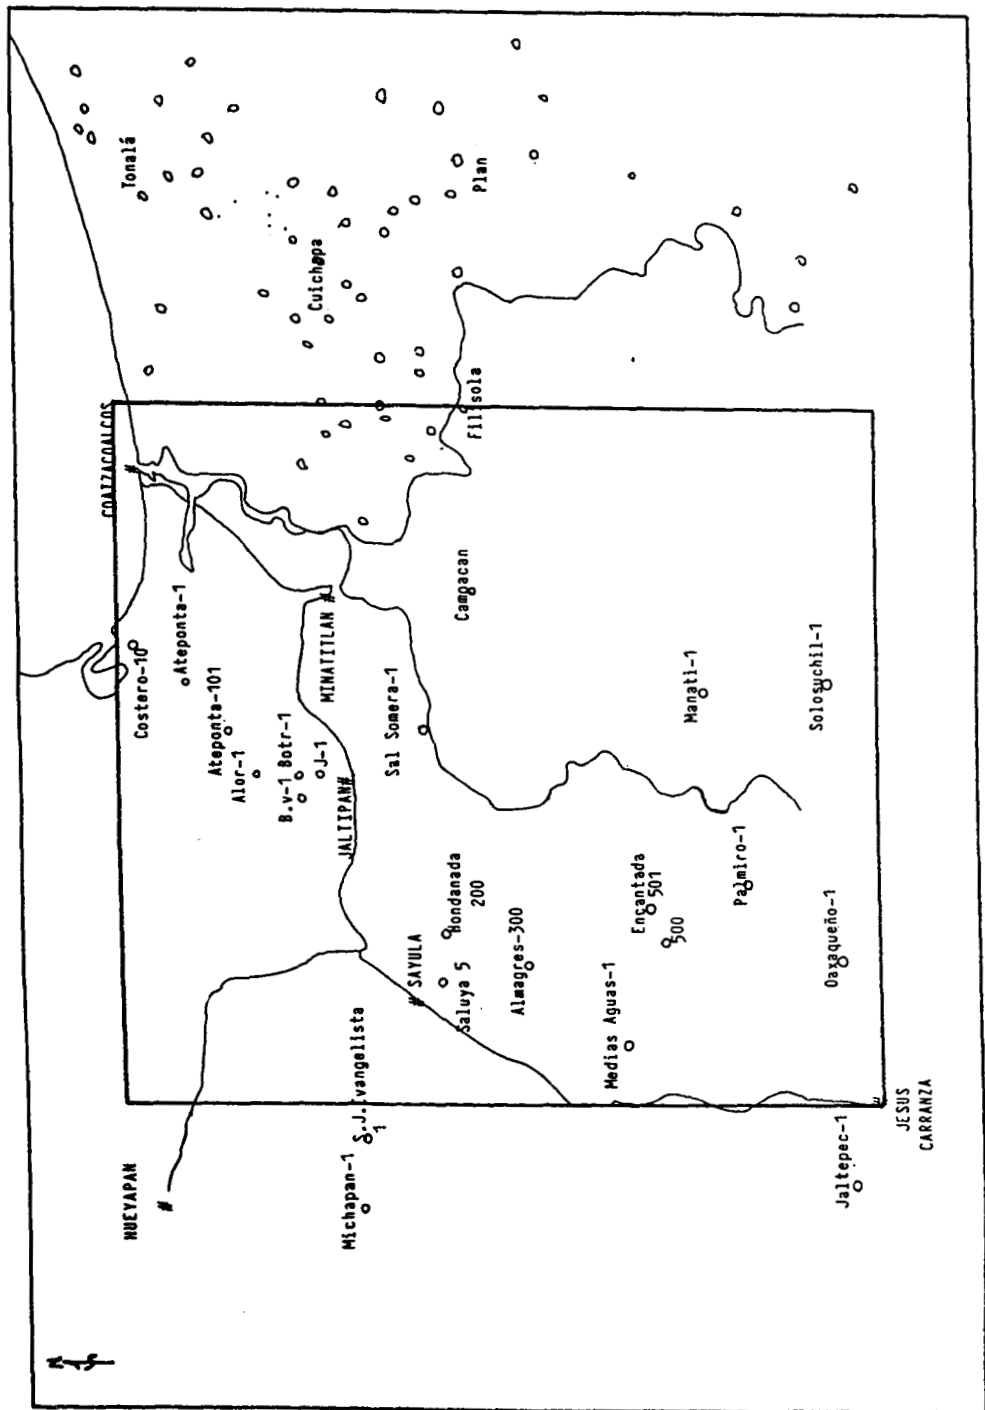 N
HUEYAPAN
Michapan-1
S.J.Evangelista
1
Jaltepec-1
JESUS
CARRANZA
SAYULA
Saluya 5
Hondanada
200
Almagres-300
Medias Aguas-1
Encantada
501
500
Palmiro-1
Oaxaqueño-1
JALTIPAN
B.v-1 Botr-1
J-1
Alor-1
Ateponta-101
Ateponta-1
Costero-10
COATZACOALCOS
MINATITLAN
Sal Somera-1
Campacan
Manati-1
Solosuchil-1
Filisola
Cuichapa
Tonalá
Plan